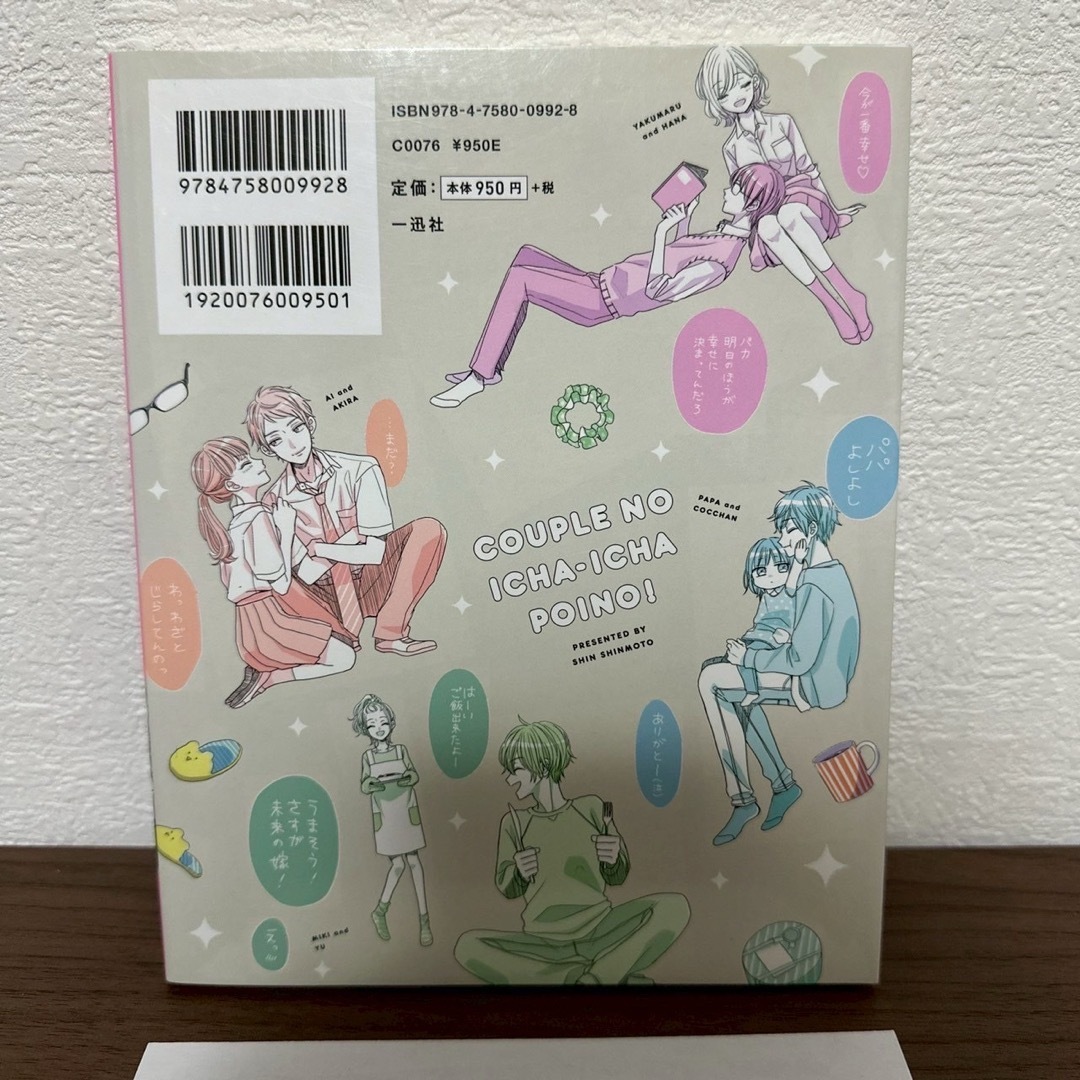 ISBN978-4-7580-0992-8
C0076 ¥950E
定価：本体950円+税
一迅社
9784758009928
1920076009501
YAKUMARU
and HANA
今が一番幸せ♡
バカ
明日のほうが
幸せに
決まってんだろ
AI and
AKIRA
…まだ?
わっわざと
じらしてんのっ
パパ
よしよし
PAPA and
COCCHAN
ありがとー(泣)
COUPLE NO
ICHA-ICHA
POINO!
PRESENTED BY
SHIN SHINMOTO
はーい
ご飯出来たよー
うまそう!
さすが
未来の嫁!
MIKI and
YU